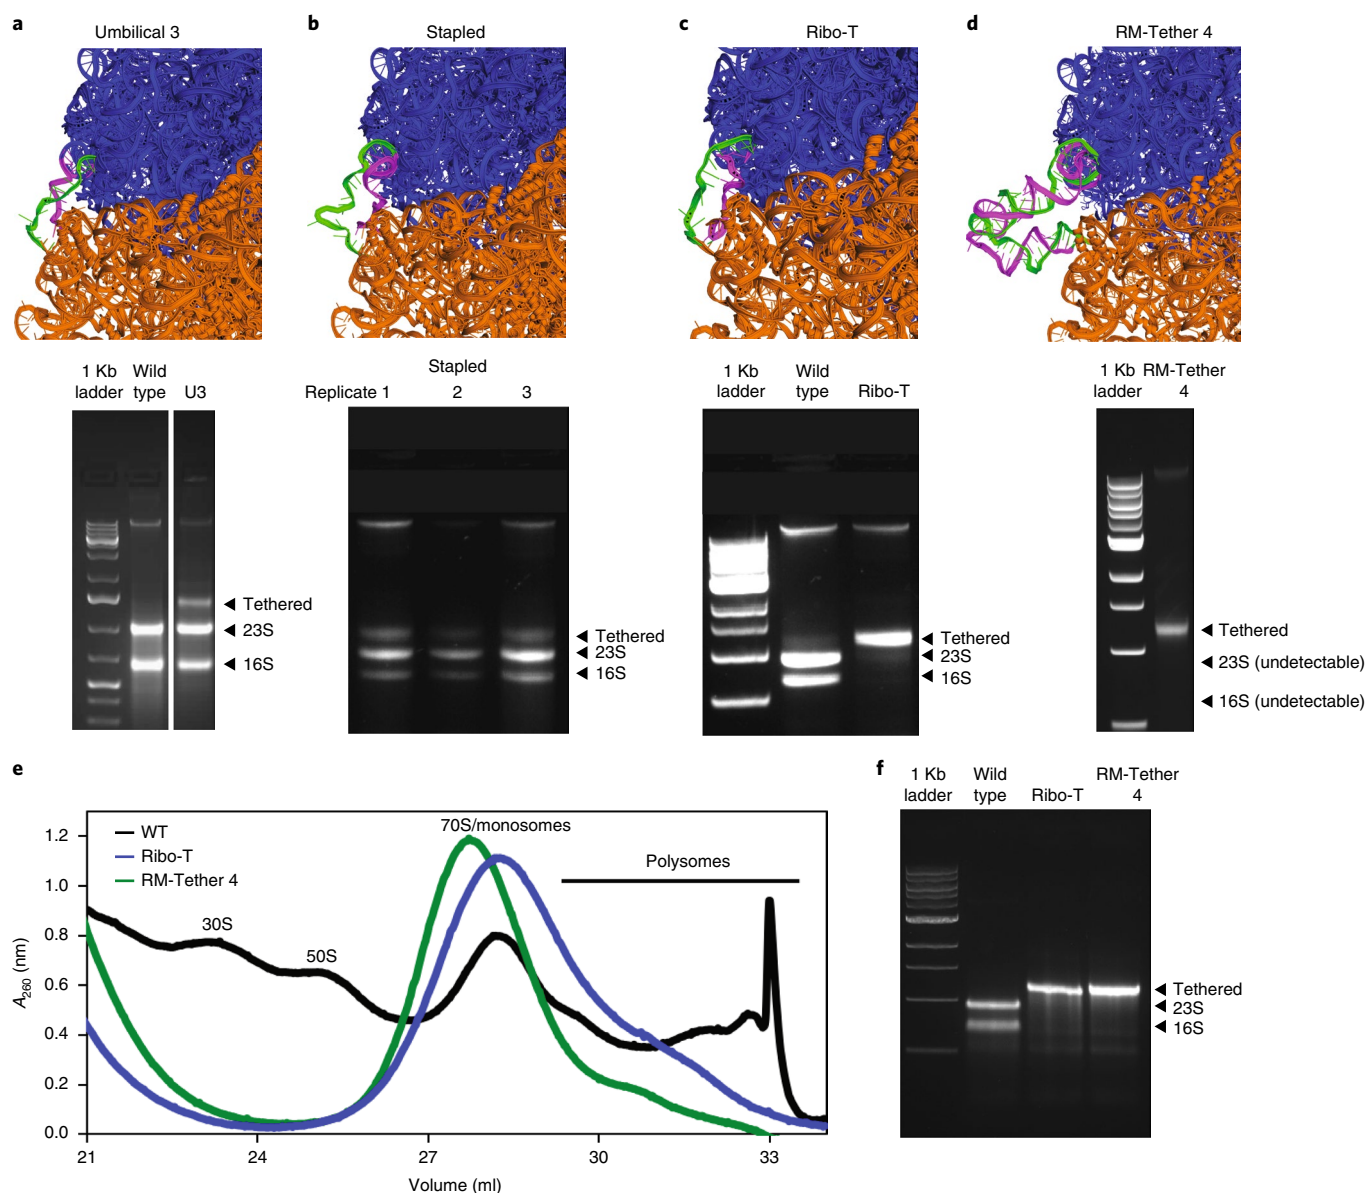 a Umbilical 3
b Stapled
c Ribo-T
d RM-Tether 4
1 Kb ladder
Wild type
U3
Tethered
23S
16S
Stapled
Replicate 1 2 3
Tethered
23S
16S
1 Kb ladder
Wild type
Ribo-T
Tethered
23S
16S
1 Kb ladder
RM-Tether 4
Tethered
23S (undetectable)
16S (undetectable)
e
WT
Ribo-T
RM-Tether 4
30S
50S
70S/monosomes
Polysomes
A260 (nm)
1.2
1.0
0.8
0.6
0.4
0.2
0.0
21 24 27 30 33
Volume (ml)
f
1 Kb ladder
Wild type
Ribo-T
RM-Tether 4
Tethered
23S
16S